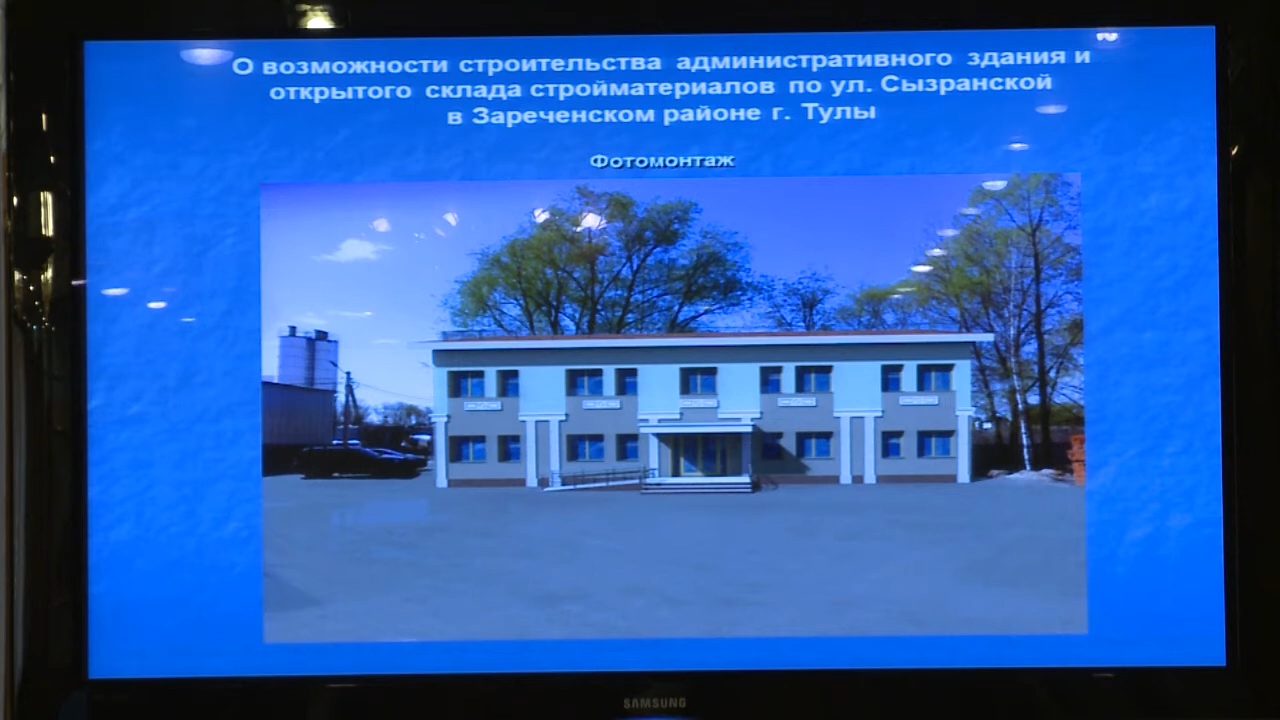 О возможности строительства административного здания и
открытого склада стройматериалов по ул. Сызранской
в Зареченском районе г. Тулы
Фотомонтаж
SAMSUNG